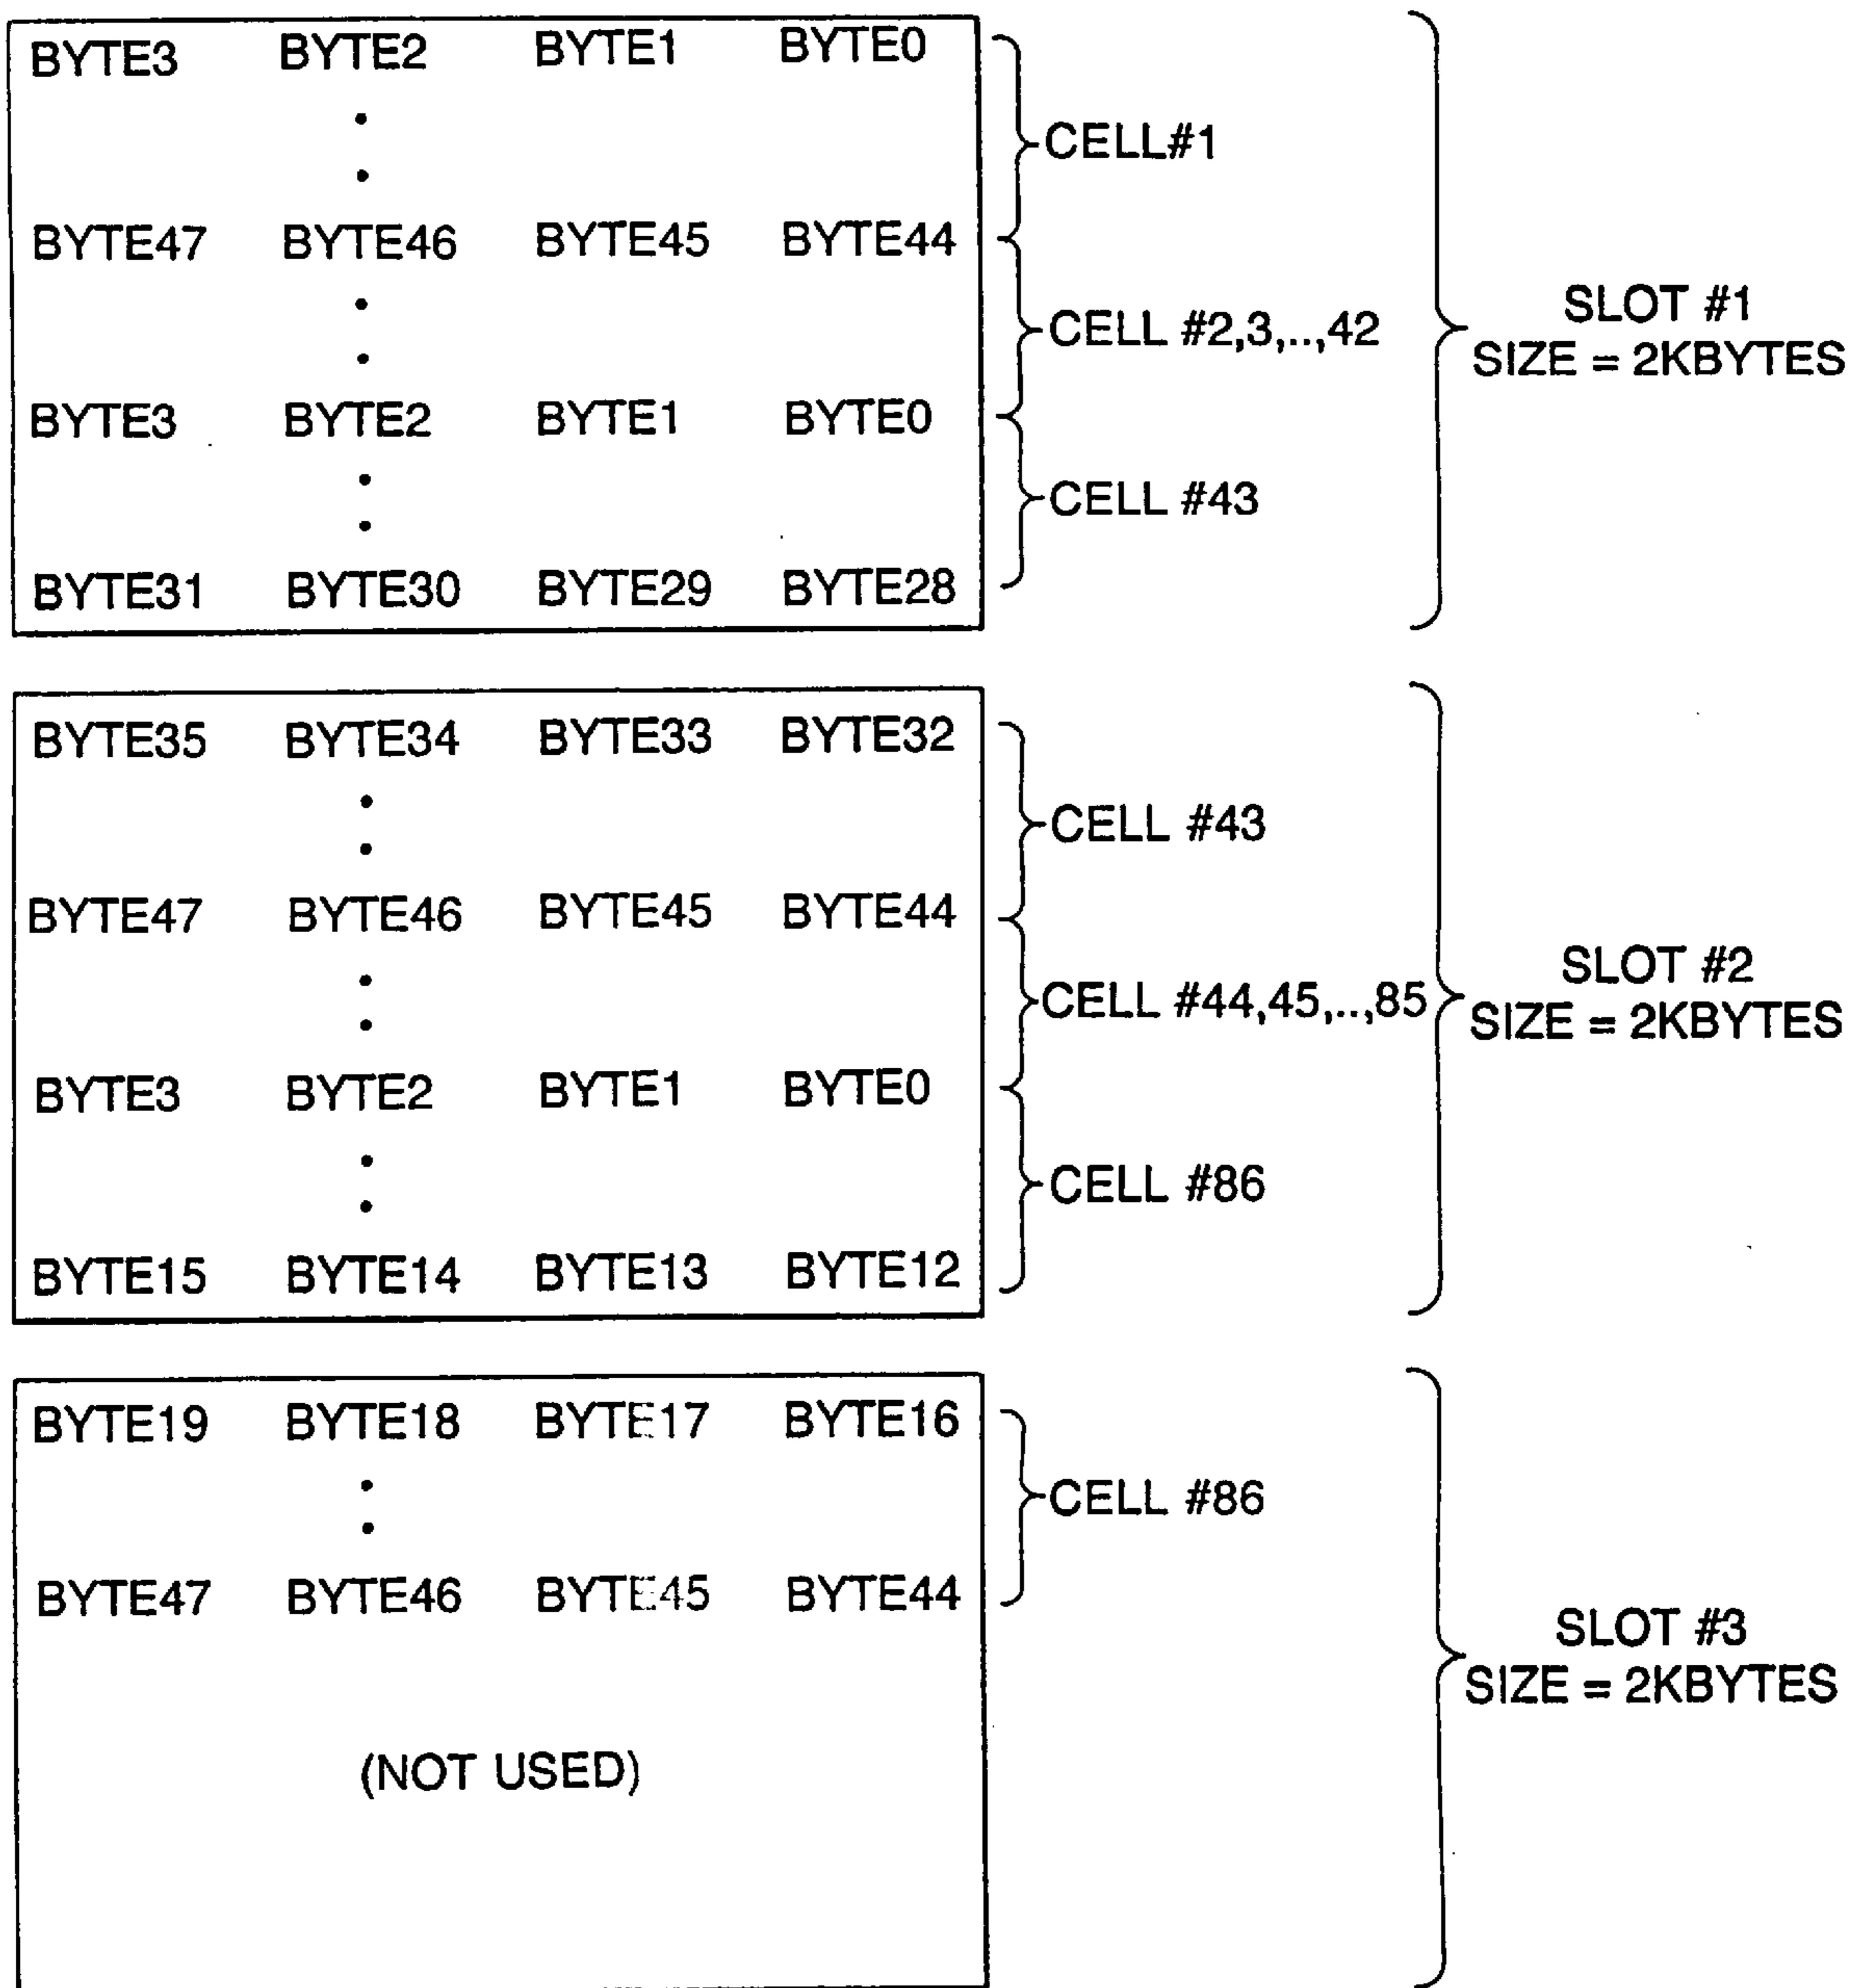 BYTE3 BYTE2 BYTE1 BYTE0
CELL#1
BYTE47 BYTE46 BYTE45 BYTE44
CELL #2,3,..,42
SLOT #1
SIZE = 2KBYTES
BYTE3 BYTE2 BYTE1 BYTE0
CELL #43
BYTE31 BYTE30 BYTE29 BYTE28
BYTE35 BYTE34 BYTE33 BYTE32
CELL #43
BYTE47 BYTE46 BYTE45 BYTE44
CELL #44,45,..,85
SLOT #2
SIZE = 2KBYTES
BYTE3 BYTE2 BYTE1 BYTE0
CELL #86
BYTE15 BYTE14 BYTE13 BYTE12
BYTE19 BYTE18 BYTE17 BYTE16
CELL #86
BYTE47 BYTE46 BYTE45 BYTE44
SLOT #3
SIZE = 2KBYTES
(NOT USED)